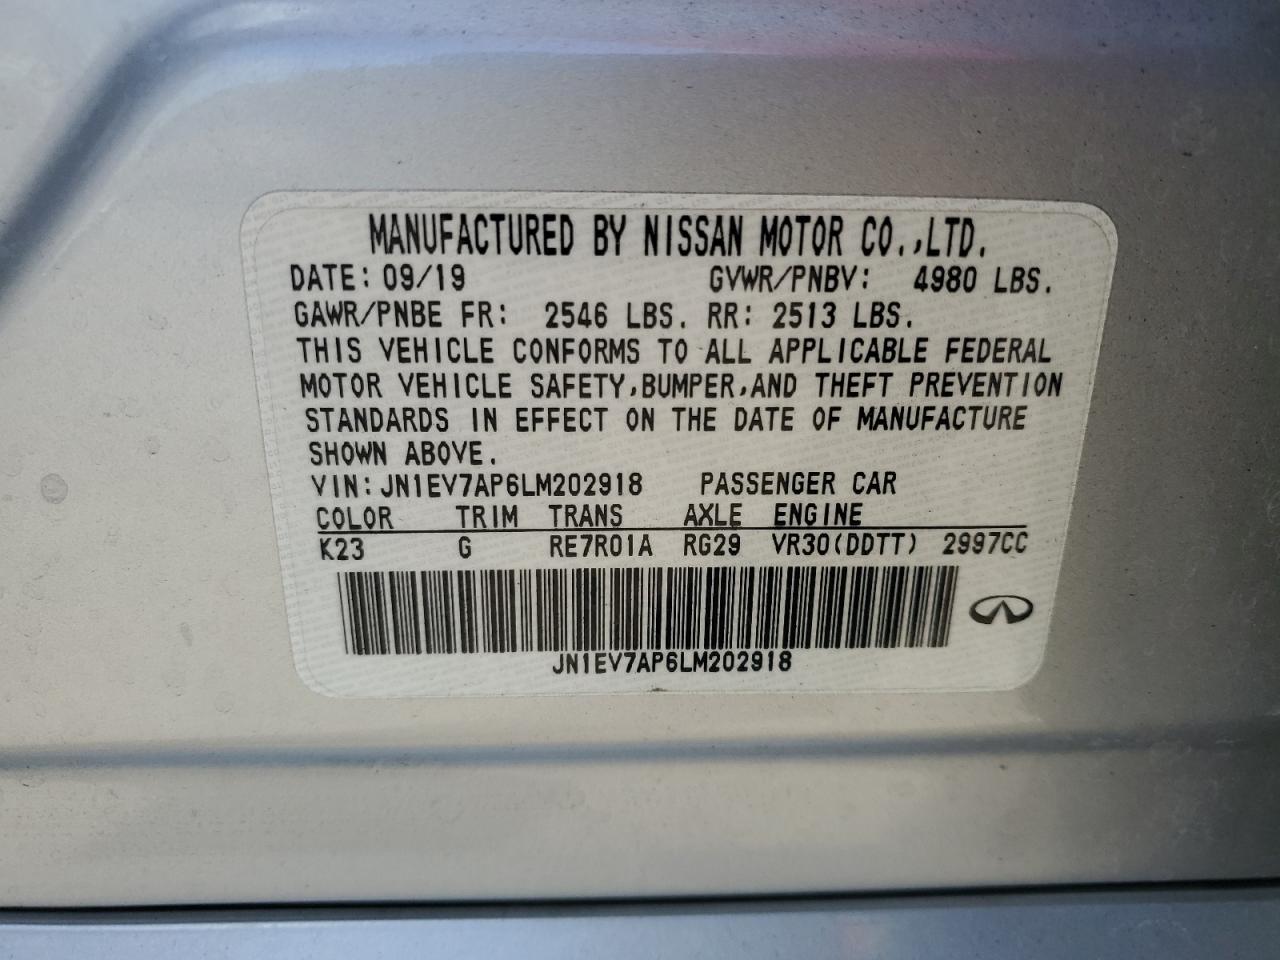 MANUFACTURED BY NISSAN MOTOR CO.,LTD.
DATE: 09/19 GVWR/PNBV: 4980 LBS.
GAWR/PNBE FR: 2546 LBS. RR: 2513 LBS.
THIS VEHICLE CONFORMS TO ALL APPLICABLE FEDERAL
MOTOR VEHICLE SAFETY,BUMPER,AND THEFT PREVENTION
STANDARDS IN EFFECT ON THE DATE OF MANUFACTURE
SHOWN ABOVE.
VIN: JN1EV7AP6LM202918 PASSENGER CAR
COLOR TRIM TRANS AXLE ENGINE
K23 G RE7R01A RG29 VR30(DDTT) 2997CC
JN1EV7AP6LM202918